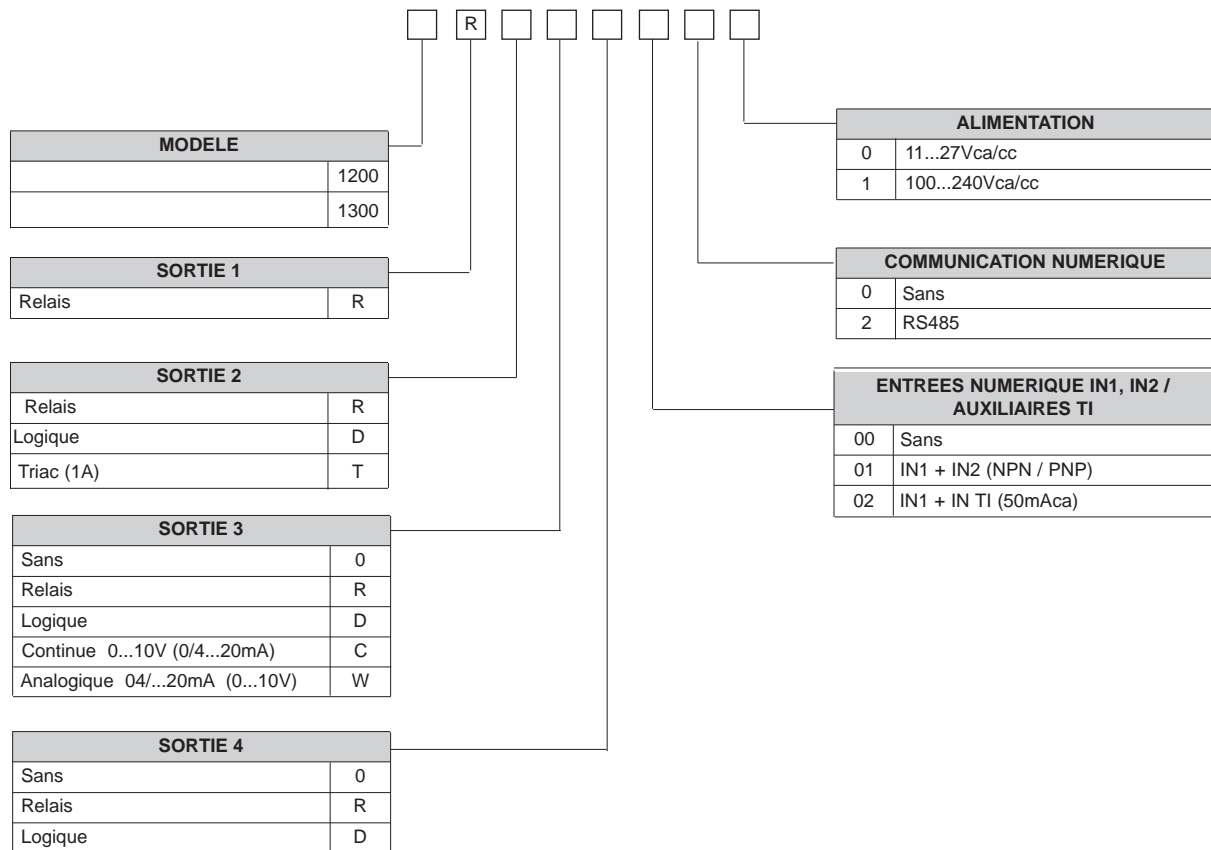 R
MODELE
1200
1300
SORTIE 1
Relais R
SORTIE 2
Relais R
Logique D
Triac (1A) T
SORTIE 3
Sans 0
Relais R
Logique D
Continue 0...10V (0/4...20mA) C
Analogique 04/...20mA (0...10V) W
SORTIE 4
Sans 0
Relais R
Logique D
ALIMENTATION
0 11...27Vca/cc
1 100...240Vca/cc
COMMUNICATION NUMERIQUE
0 Sans
2 RS485
ENTREES NUMERIQUE IN1, IN2 /
AUXILIAIRES TI
00 Sans
01 IN1 + IN2 (NPN / PNP)
02 IN1 + IN TI (50mAca)